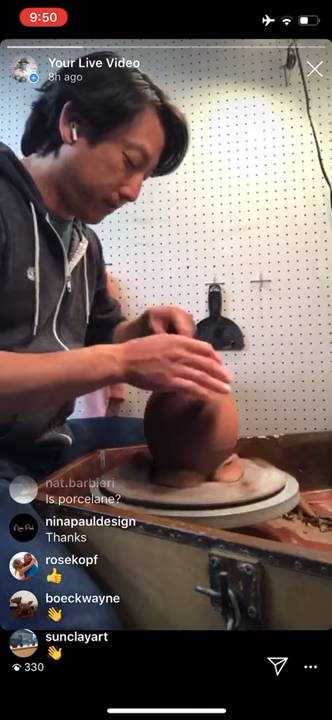 9:50
Your Live Video
8h ago
nat.barbieri
Is porcelane?
ninapauldesign
Thanks
rosekopf
👍
boeckwayne
👋
sunclayart
👋
330